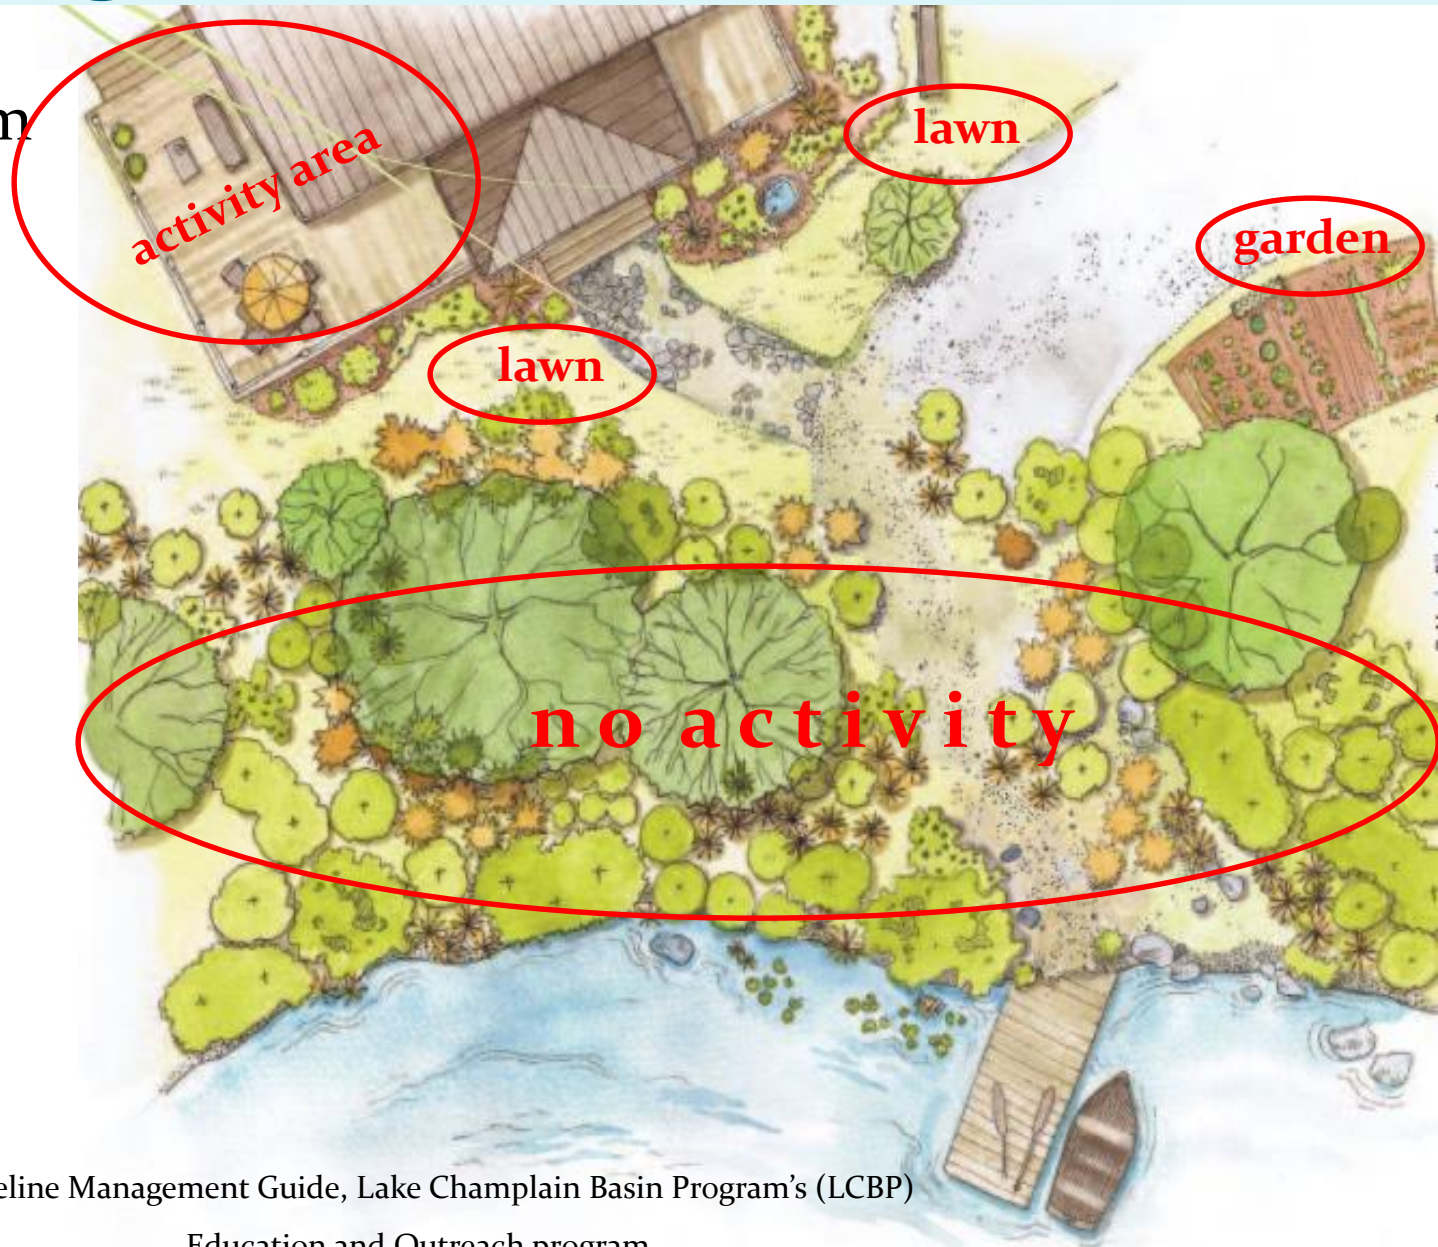 m
activity area
lawn
garden
lawn
no activity
eline Management Guide, Lake Champlain Basin Program's (LCBP)
Education and Outreach program